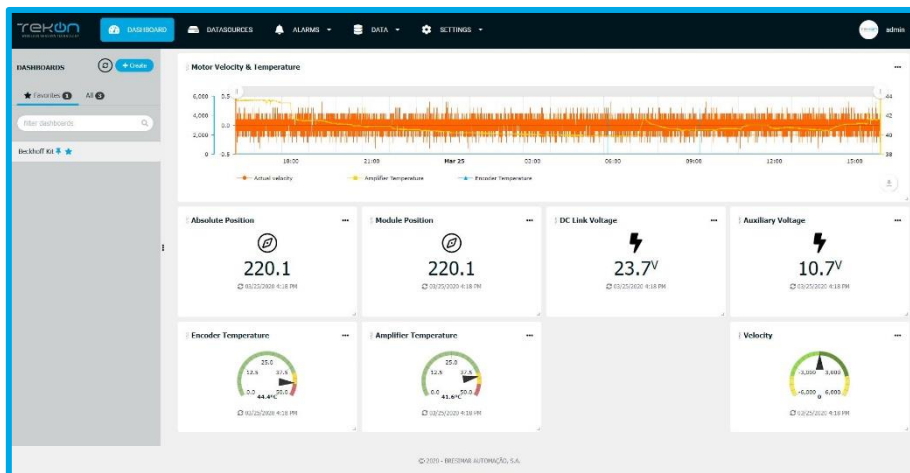 TEKON
DASHBOARD
DATASOURCES
ALARMS
DATA
SETTINGS
admin
DASHBOARDS
+ Create
Favorites 1
All 3
Filter dashboards
Beckhoff Kit
Motor Velocity & Temperature
6,000
4,000
2,000
0
0.5
0.0
-0.5
44
42
40
38
18:00 21:00 Mar 25 03:00 06:00 09:00 12:00 15:00
Actual velocity Amplifier Temperature Encoder Temperature
Absolute Position
220.1
03/25/2020 4:18 PM
Module Position
220.1
03/25/2020 4:18 PM
DC Link Voltage
23.7V
03/25/2020 4:18 PM
Auxiliary Voltage
10.7V
03/25/2020 4:18 PM
Encoder Temperature
25.0
12.5 37.5
0.0 50.0
44.4°C
03/25/2020 4:18 PM
Amplifier Temperature
25.0
12.5 37.5
0.0 50.0
41.6°C
03/25/2020 4:18 PM
Velocity
-3,000 3,000
-6,000 6,000
0
03/25/2020 4:18 PM
© 2020 - BRESIMAR AUTOMAÇÃO, S.A.